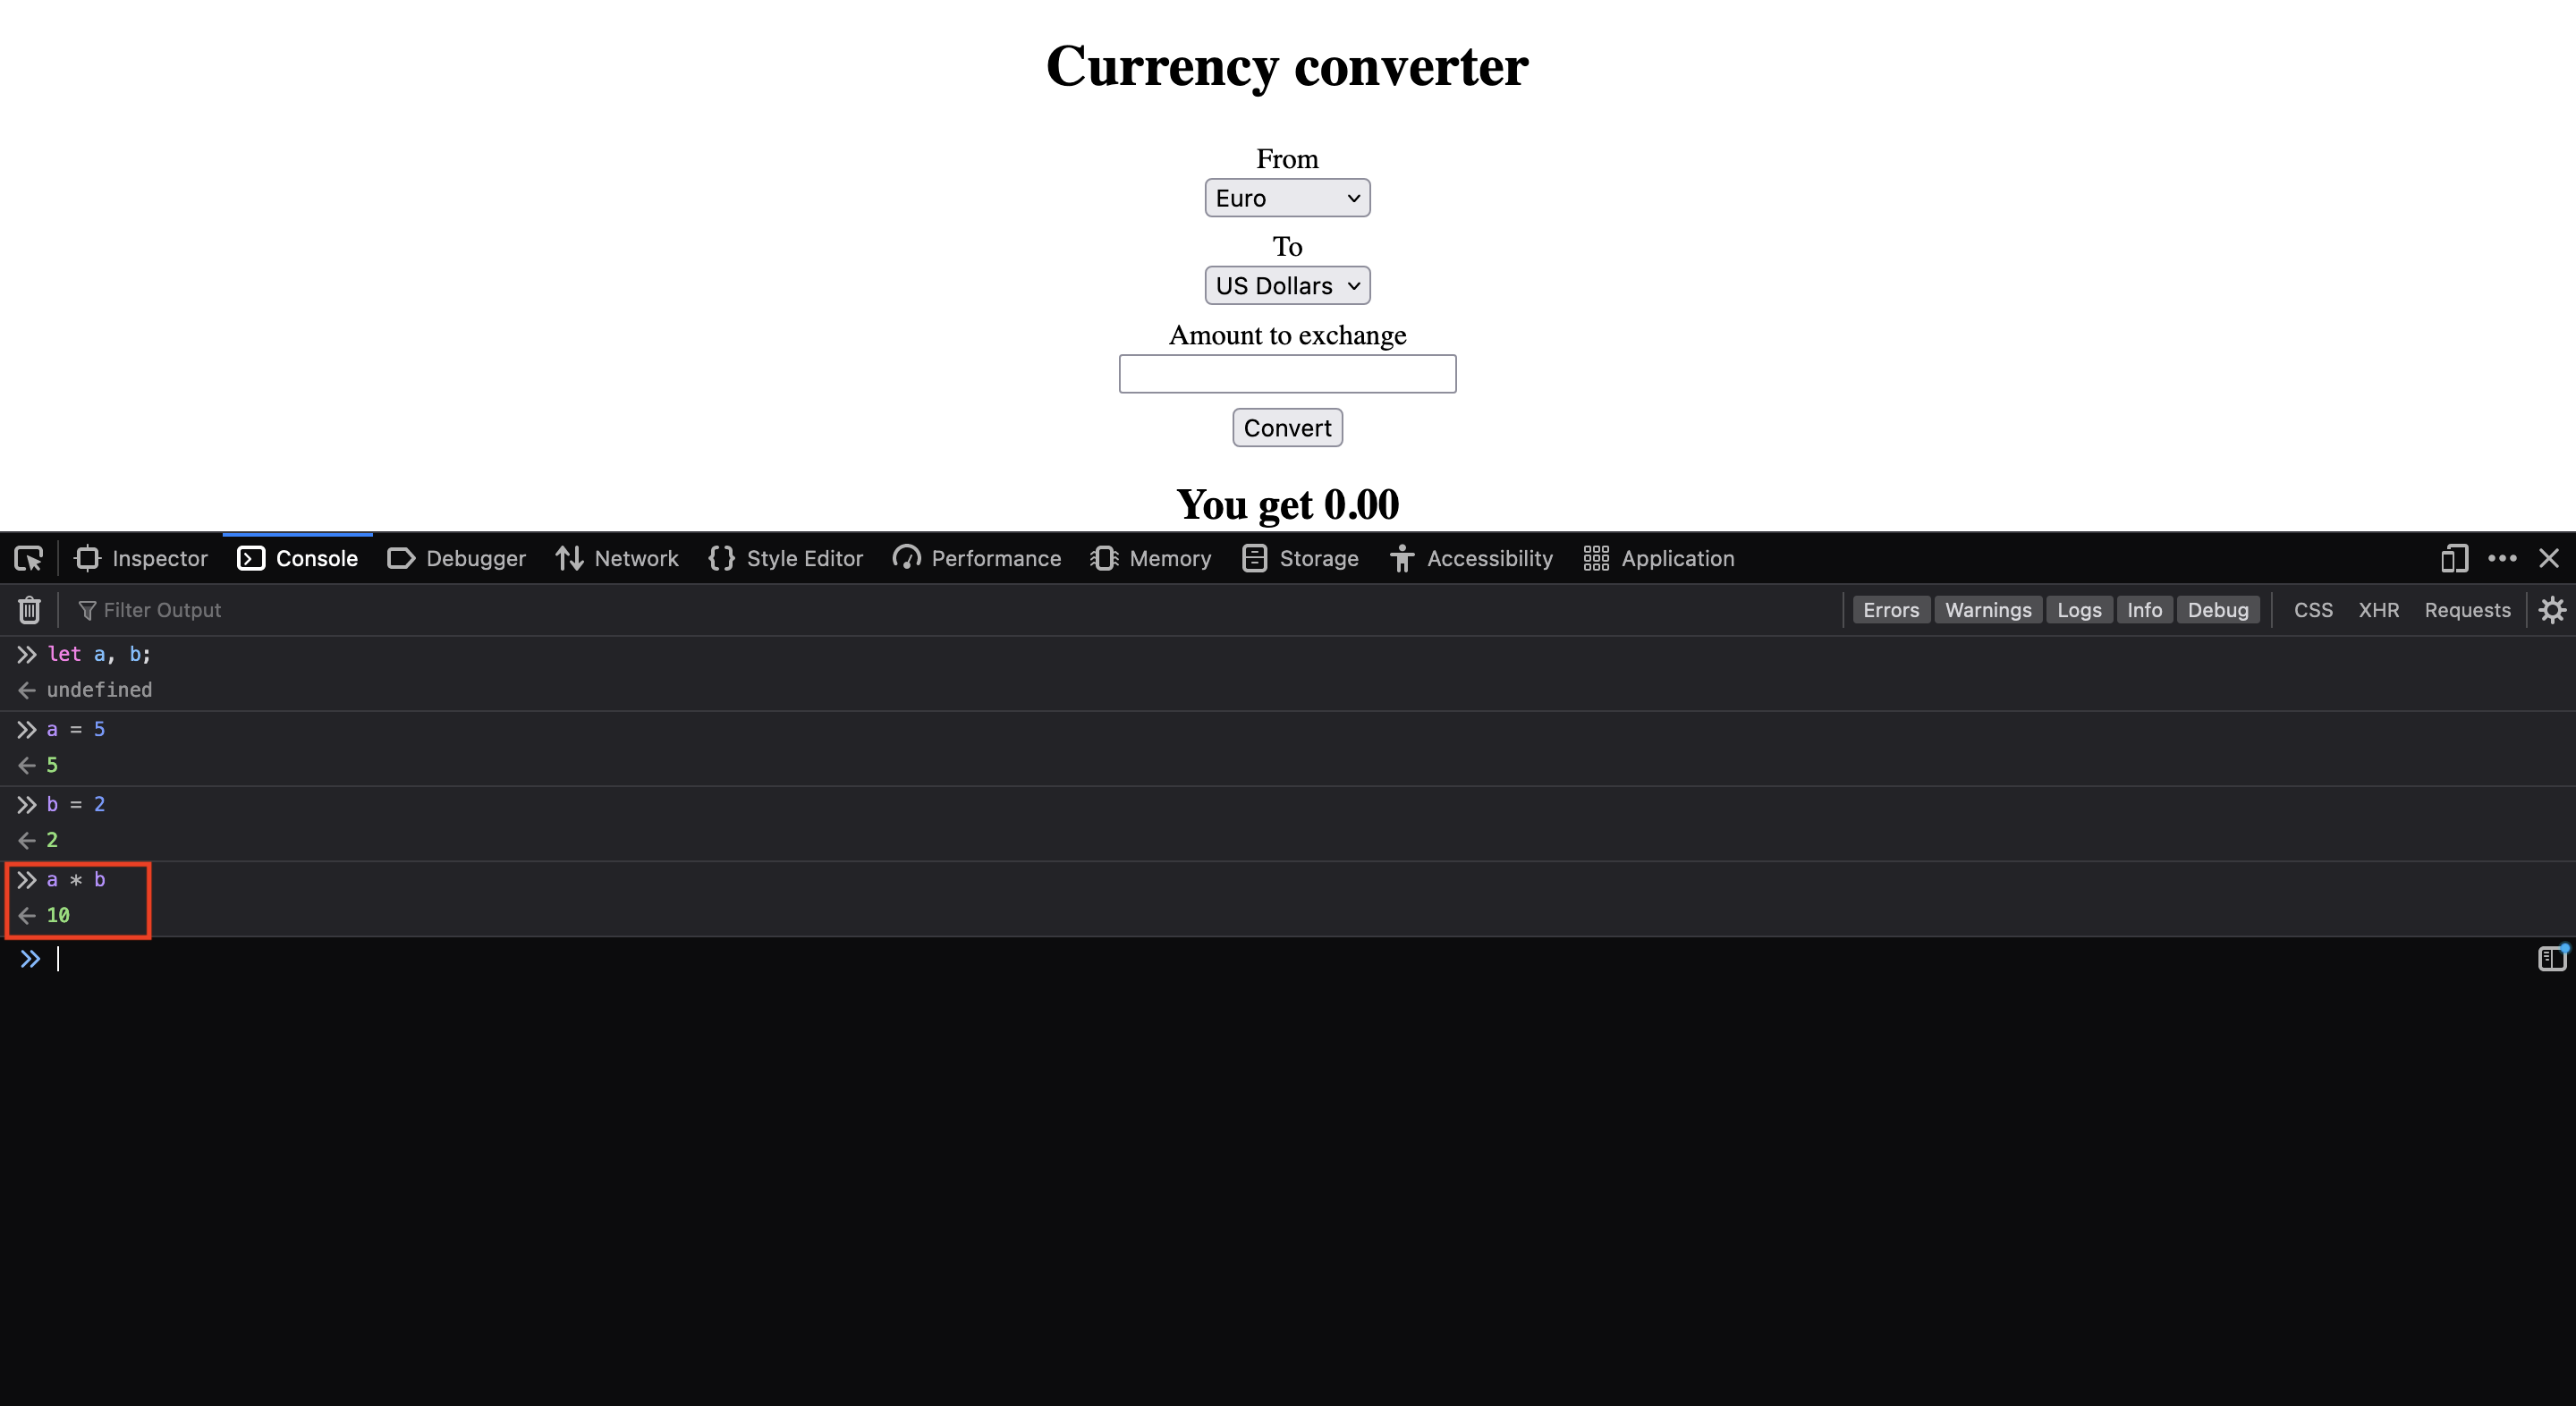 Currency converter
From
Euro
To
US Dollars
Amount to exchange
Convert
You get 0.00
Inspector Console Debugger Network {} Style Editor Performance Memory Storage Accessibility Application
Filter Output Errors Warnings Logs Info Debug CSS XHR Requests
let a, b;
undefined
a = 5
5
b = 2
2
a * b
10